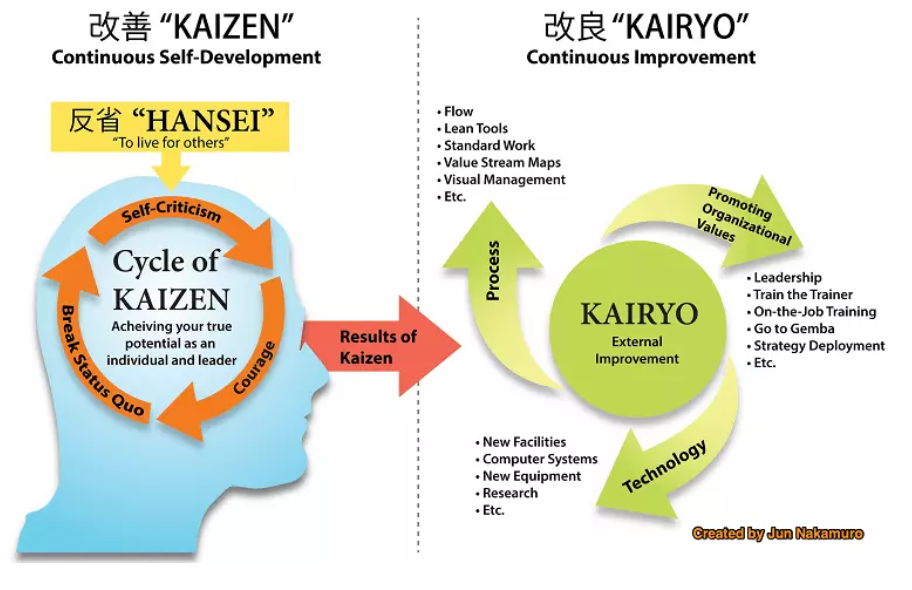 改善 “KAIZEN”
Continuous Self-Development
反省 “HANSEI”
“To live for others”
Self-Criticism
Courage
Break Status Quo
Cycle of
KAIZEN
Acheiving your true
potential as an
individual and leader
Results of
Kaizen
改良 “KAIRYO”
Continuous Improvement
• Flow
• Lean Tools
• Standard Work
• Value Stream Maps
• Visual Management
• Etc.
Process
Promoting
Organizational
Values
• Leadership
• Train the Trainer
• On-the-Job Training
• Go to Gemba
• Strategy Deployment
• Etc.
KAIRYO
External
Improvement
Technology
• New Facilities
• Computer Systems
• New Equipment
• Research
• Etc.
Created by Jun Nakamuro